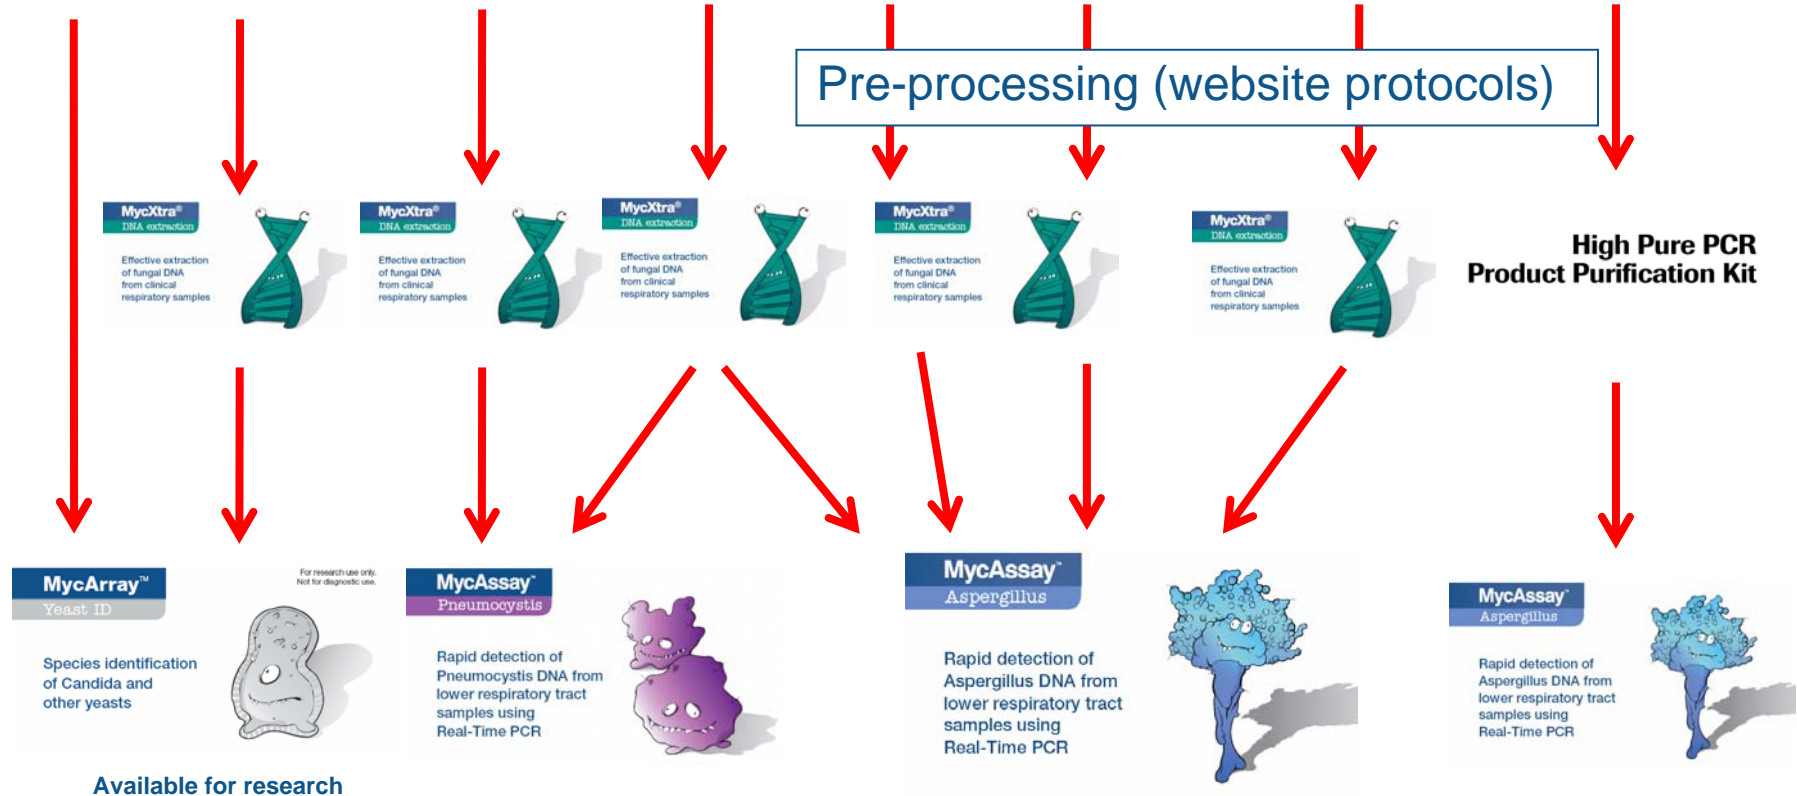 Pre-processing (website protocols)
MycXtra®
DNA extraction
Effective extraction
of fungal DNA
from clinical
respiratory samples
MycXtra®
DNA extraction
Effective extraction
of fungal DNA
from clinical
respiratory samples
MycXtra®
DNA extraction
Effective extraction
of fungal DNA
from clinical
respiratory samples
MycXtra®
DNA extraction
Effective extraction
of fungal DNA
from clinical
respiratory samples
MycXtra®
DNA extraction
Effective extraction
of fungal DNA
from clinical
respiratory samples
High Pure PCR
Product Purification Kit
MycArray™
Yeast ID
For research use only.
Not for diagnostic use.
Species identification
of Candida and
other yeasts
Available for research
MycAssay™
Pneumocystis
Rapid detection of
Pneumocystis DNA from
lower respiratory tract
samples using
Real-Time PCR
MycAssay™
Aspergillus
Rapid detection of
Aspergillus DNA from
lower respiratory tract
samples using
Real-Time PCR
MycAssay™
Aspergillus
Rapid detection of
Aspergillus DNA from
lower respiratory tract
samples using
Real-Time PCR